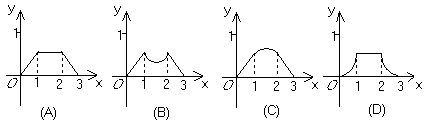 y y y y
1 1 1 1
O 1 2 3 x O 1 2 3 x O 1 2 3 x O 1 2 3 x
(A) (B) (C) (D)